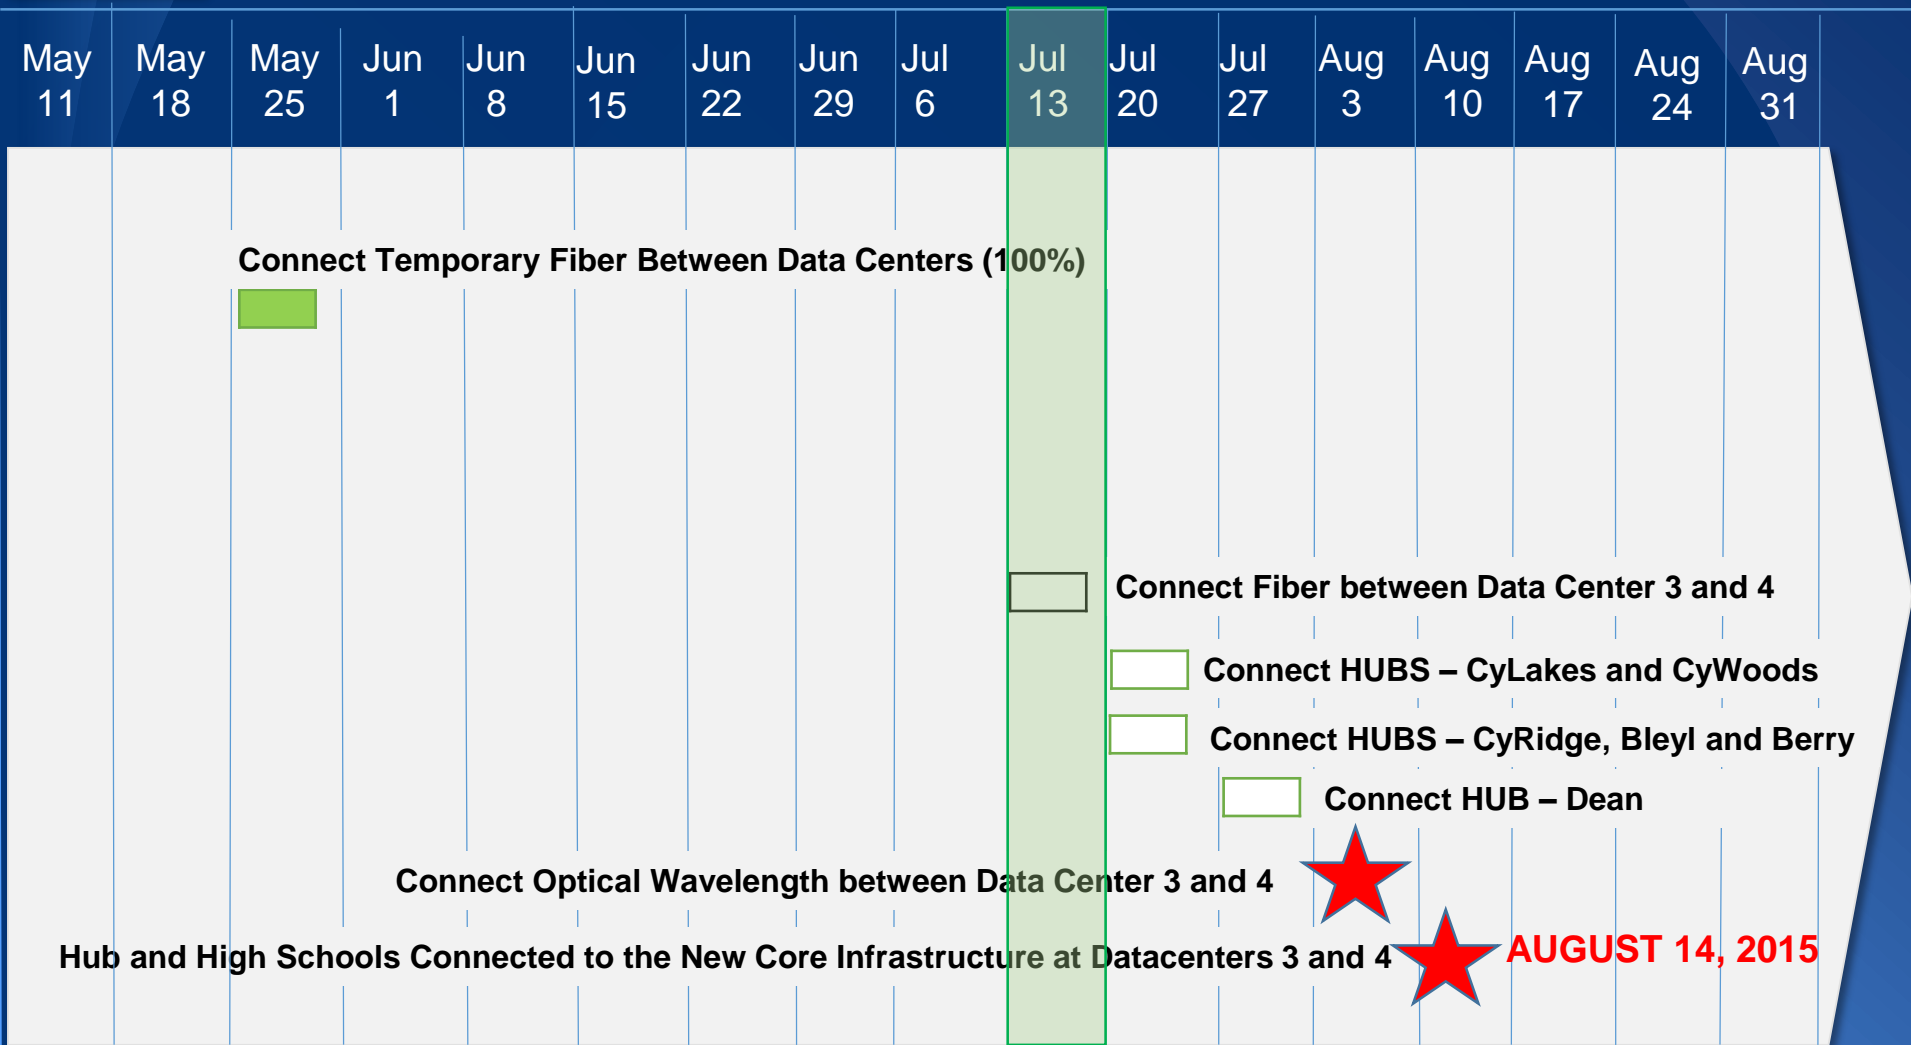 May May May Jun Jun Jun Jun Jun Jul Jul Jul Jul Aug Aug Aug Aug Aug
11 18 25 1 8 15 22 29 6 13 20 27 3 10 17 24 31
Connect Temporary Fiber Between Data Centers (100%)
Connect Fiber between Data Center 3 and 4
Connect HUBS – CyLakes and CyWoods
Connect HUBS – CyRidge, Bleyl and Berry
Connect HUB – Dean
Connect Optical Wavelength between Data Center 3 and 4
Hub and High Schools Connected to the New Core Infrastructure at Datacenters 3 and 4 AUGUST 14, 2015